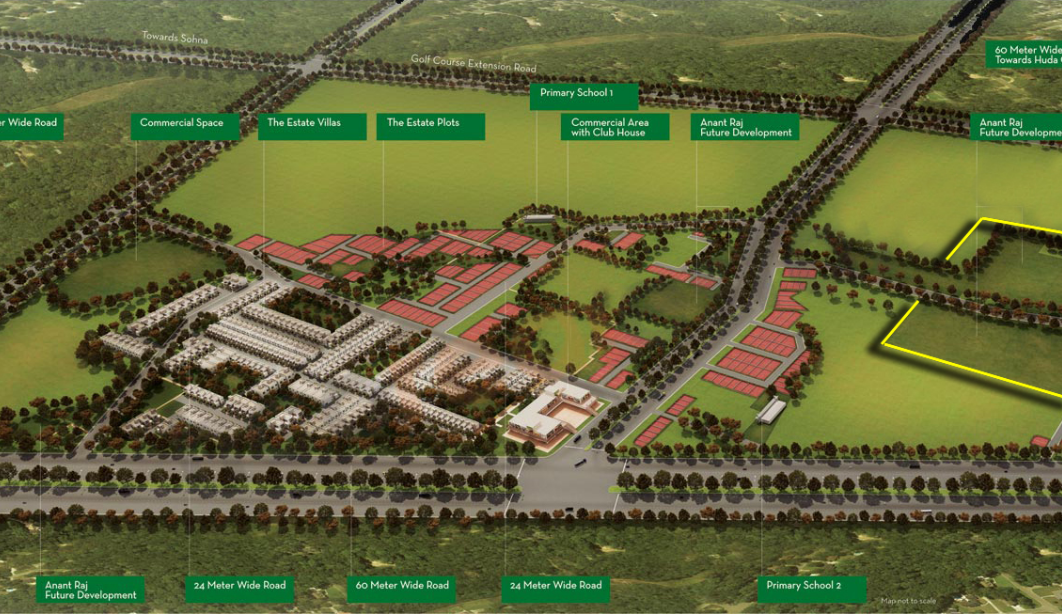 Towards Sohna
Golf Course Extension Road
60 Meter Wide
Towards Huda
Primary School 1
er Wide Road
Commercial Space
The Estate Villas
The Estate Plots
Commercial Area
with Club House
Anant Raj
Future Development
Anant Raj
Future Developme
Anant Raj
Future Development
24 Meter Wide Road
60 Meter Wide Road
24 Meter Wide Road
Primary School 2
Map not to scale